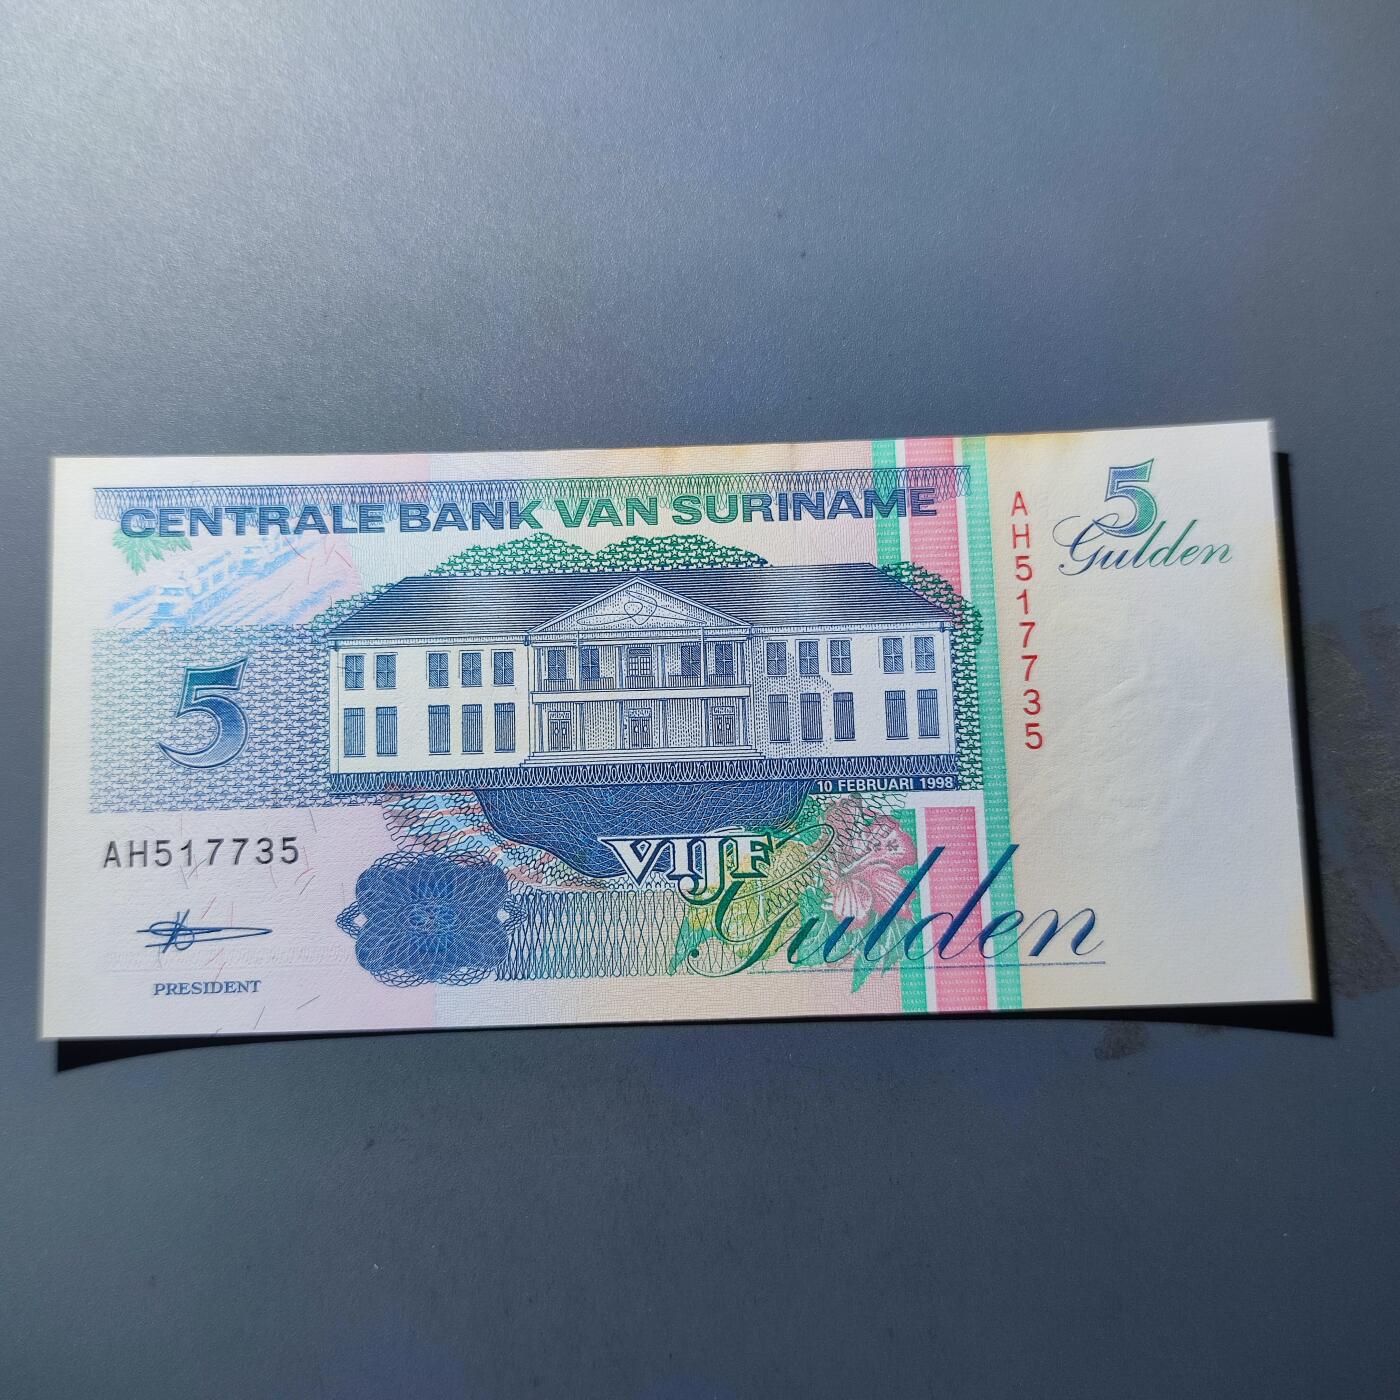 CENTRALE BANK VAN SURINAME
5
Gulden
AH517735
5
10 FEBRUARI 1998
AH517735
VIJF
Gulden
PRESIDENT